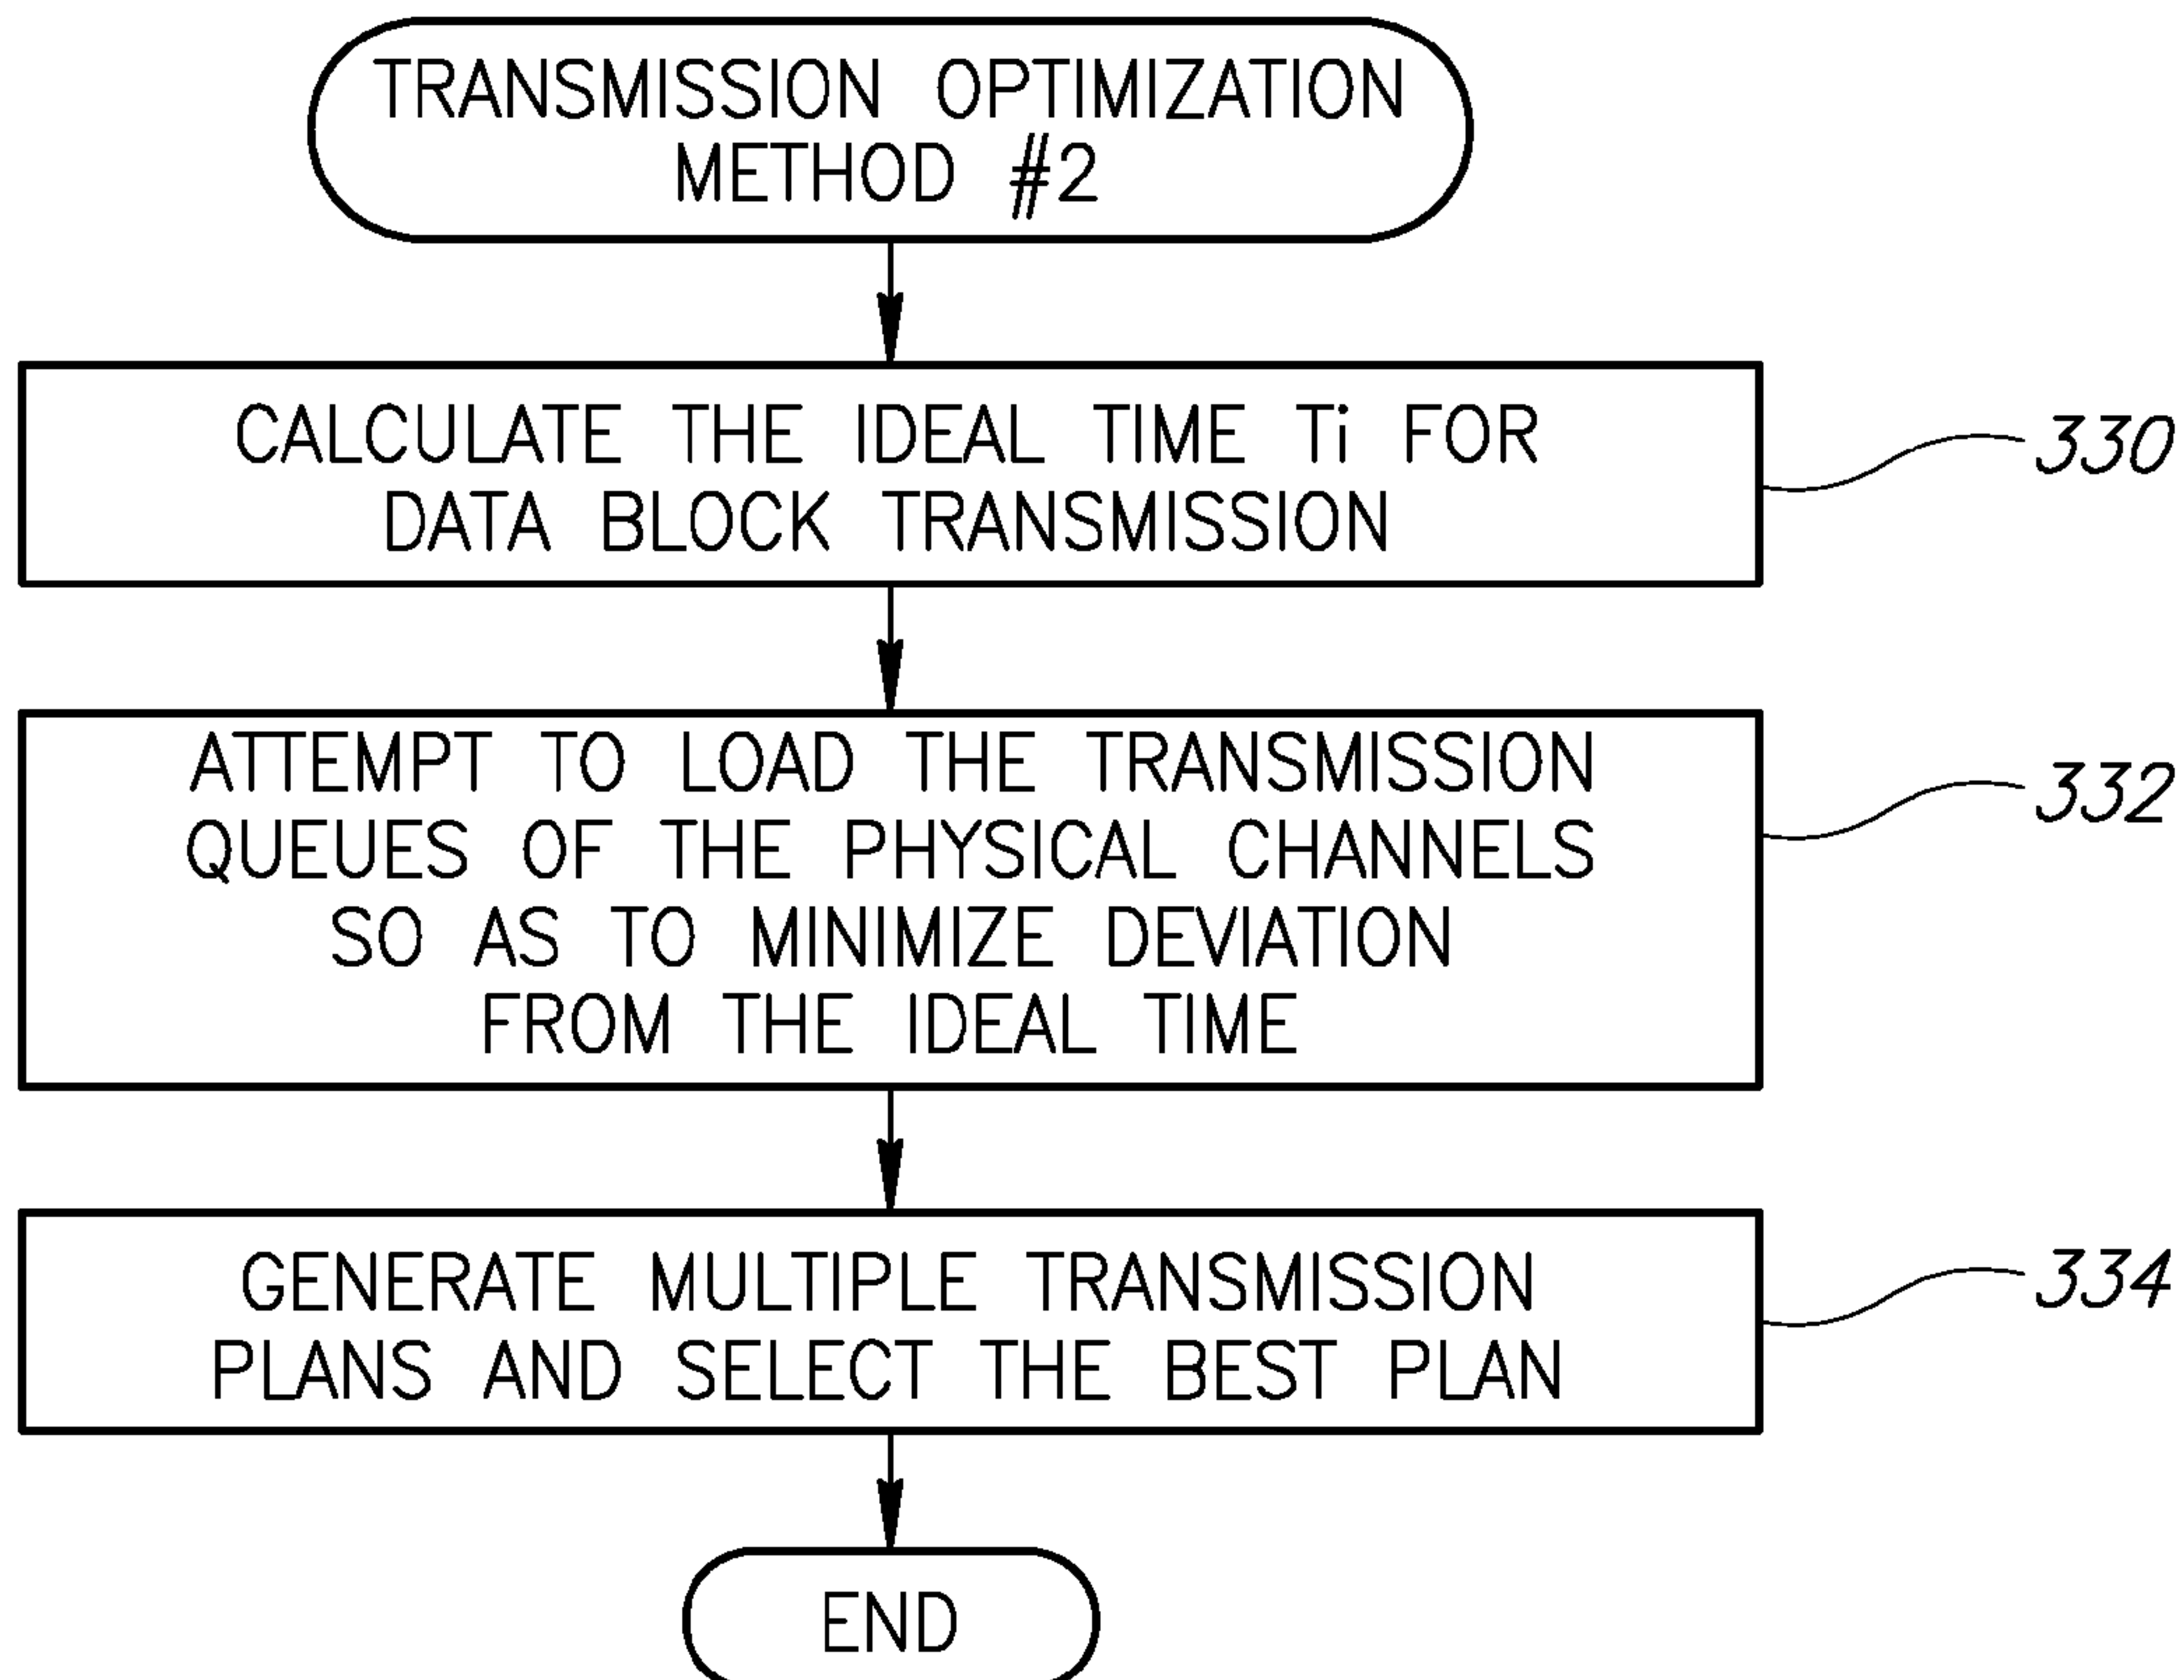 TRANSMISSION OPTIMIZATION
METHOD #2
CALCULATE THE IDEAL TIME Ti FOR
DATA BLOCK TRANSMISSION
330
ATTEMPT TO LOAD THE TRANSMISSION
QUEUES OF THE PHYSICAL CHANNELS
SO AS TO MINIMIZE DEVIATION
FROM THE IDEAL TIME
332
GENERATE MULTIPLE TRANSMISSION
PLANS AND SELECT THE BEST PLAN
334
END